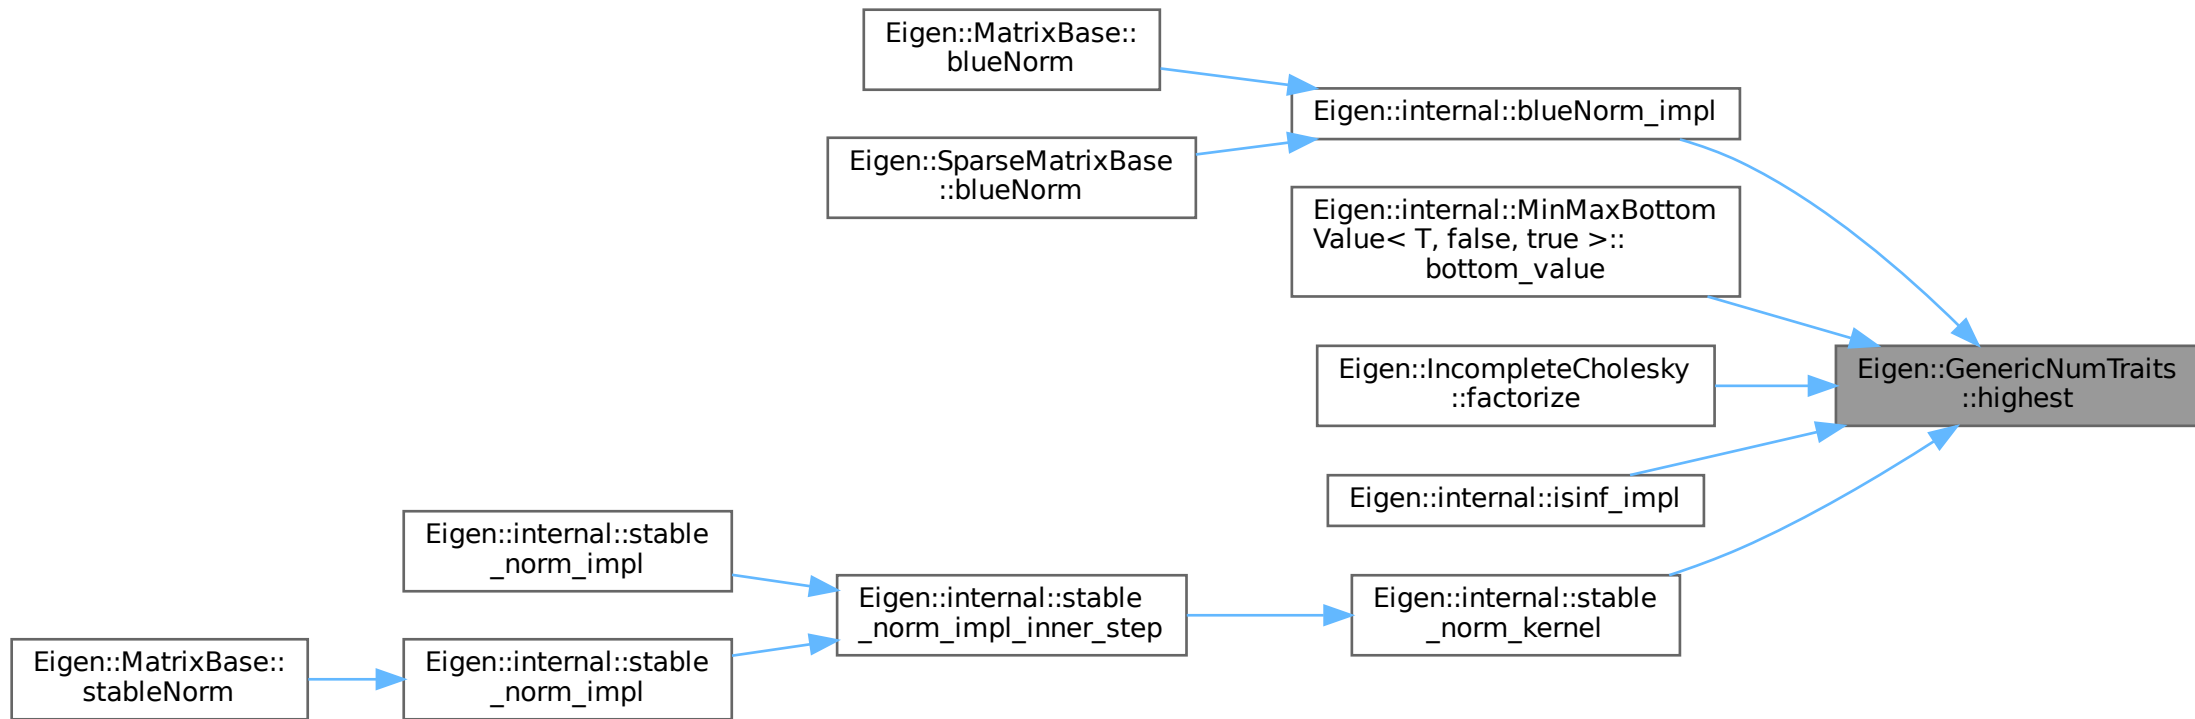 Eigen::MatrixBase::
blueNorm
Eigen::internal::blueNorm_impl
Eigen::SparseMatrixBase
::blueNorm
Eigen::internal::MinMaxBottom
Value< T, false, true >::
bottom_value
Eigen::IncompleteCholesky
::factorize
Eigen::GenericNumTraits
::highest
Eigen::internal::isinf_impl
Eigen::internal::stable
_norm_impl
Eigen::internal::stable
_norm_impl_inner_step
Eigen::internal::stable
_norm_kernel
Eigen::MatrixBase::
stableNorm
Eigen::internal::stable
_norm_impl